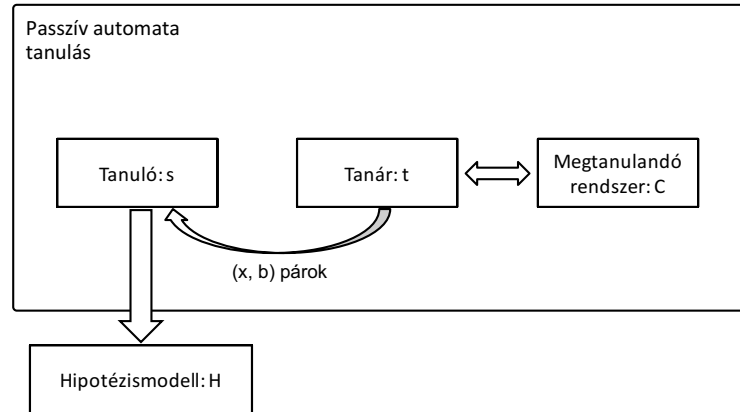 Passzív automata
tanulás
Tanuló: s
Tanár: t
Megtanulandó
rendszer: C
(x, b) párok
Hipotézismodell: H